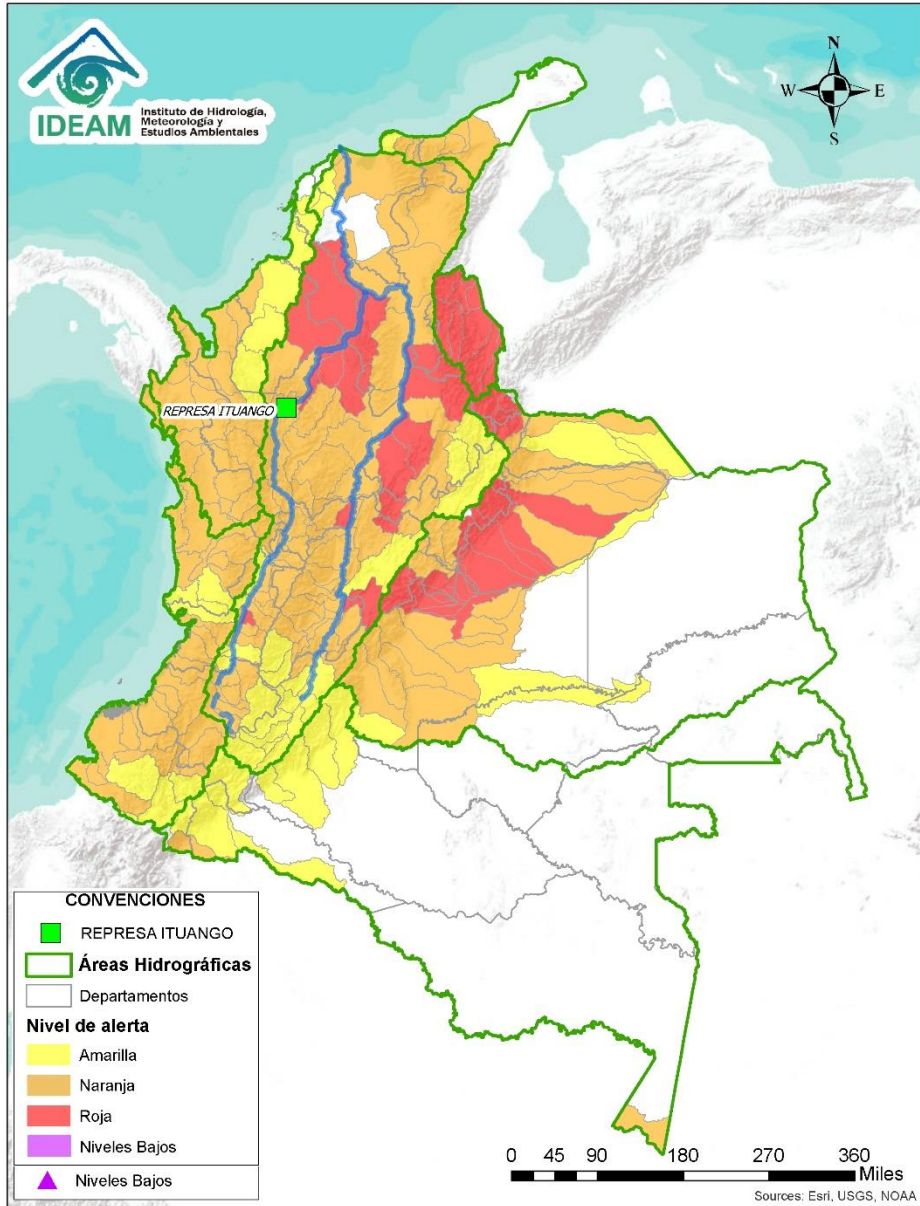 IDEAM
Instituto de Hidrología,
Meteorología y
Estudios Ambientales
N
W
E
S
REPRESA ITUANGO
CONVENCIONES
REPRESA ITUANGO
Áreas Hidrográficas
Departamentos
Nivel de alerta
Amarilla
Naranja
Roja
Niveles Bajos
Niveles Bajos
0 45 90 180 270 360
Miles
Sources: Esri, USGS, NOAA